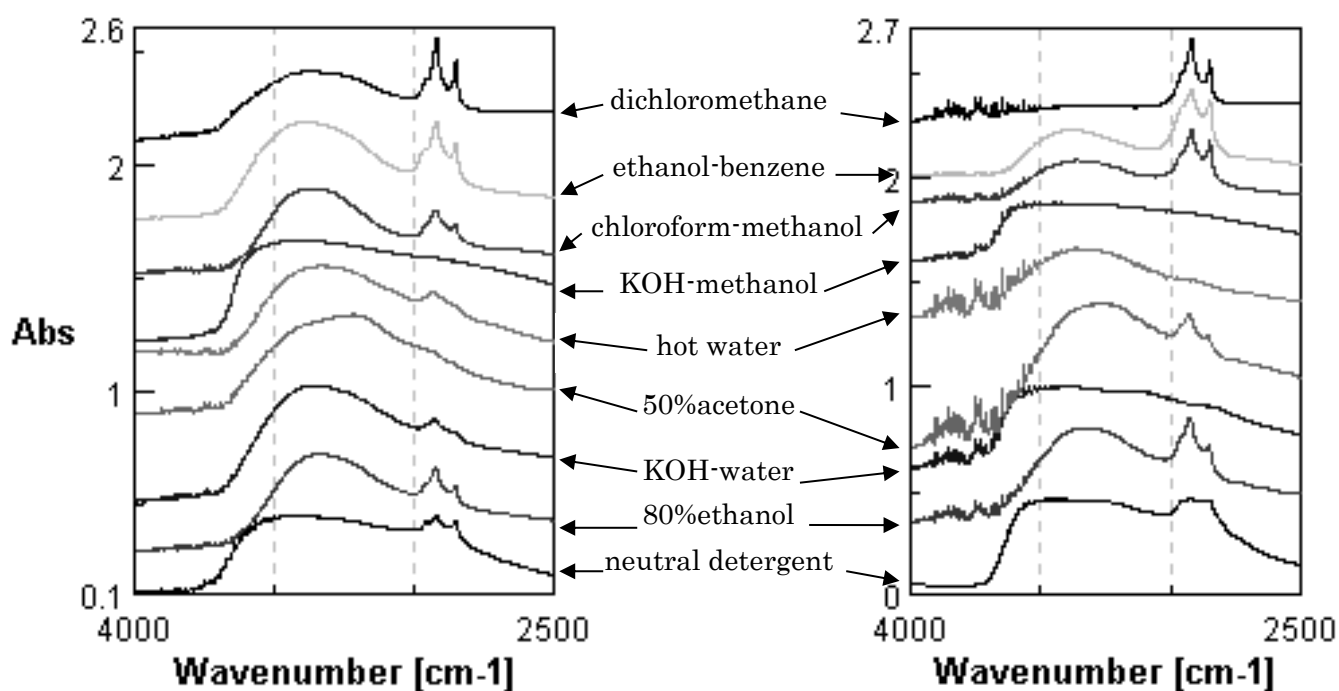 2.6
2
1
0.1
Abs
4000
2500
Wavenumber [cm-1]
dichloromethane
ethanol-benzene
chloroform-methanol
KOH-methanol
hot water
50%acetone
KOH-water
80%ethanol
neutral detergent
2.7
2
1
0
4000
2500
Wavenumber [cm-1]